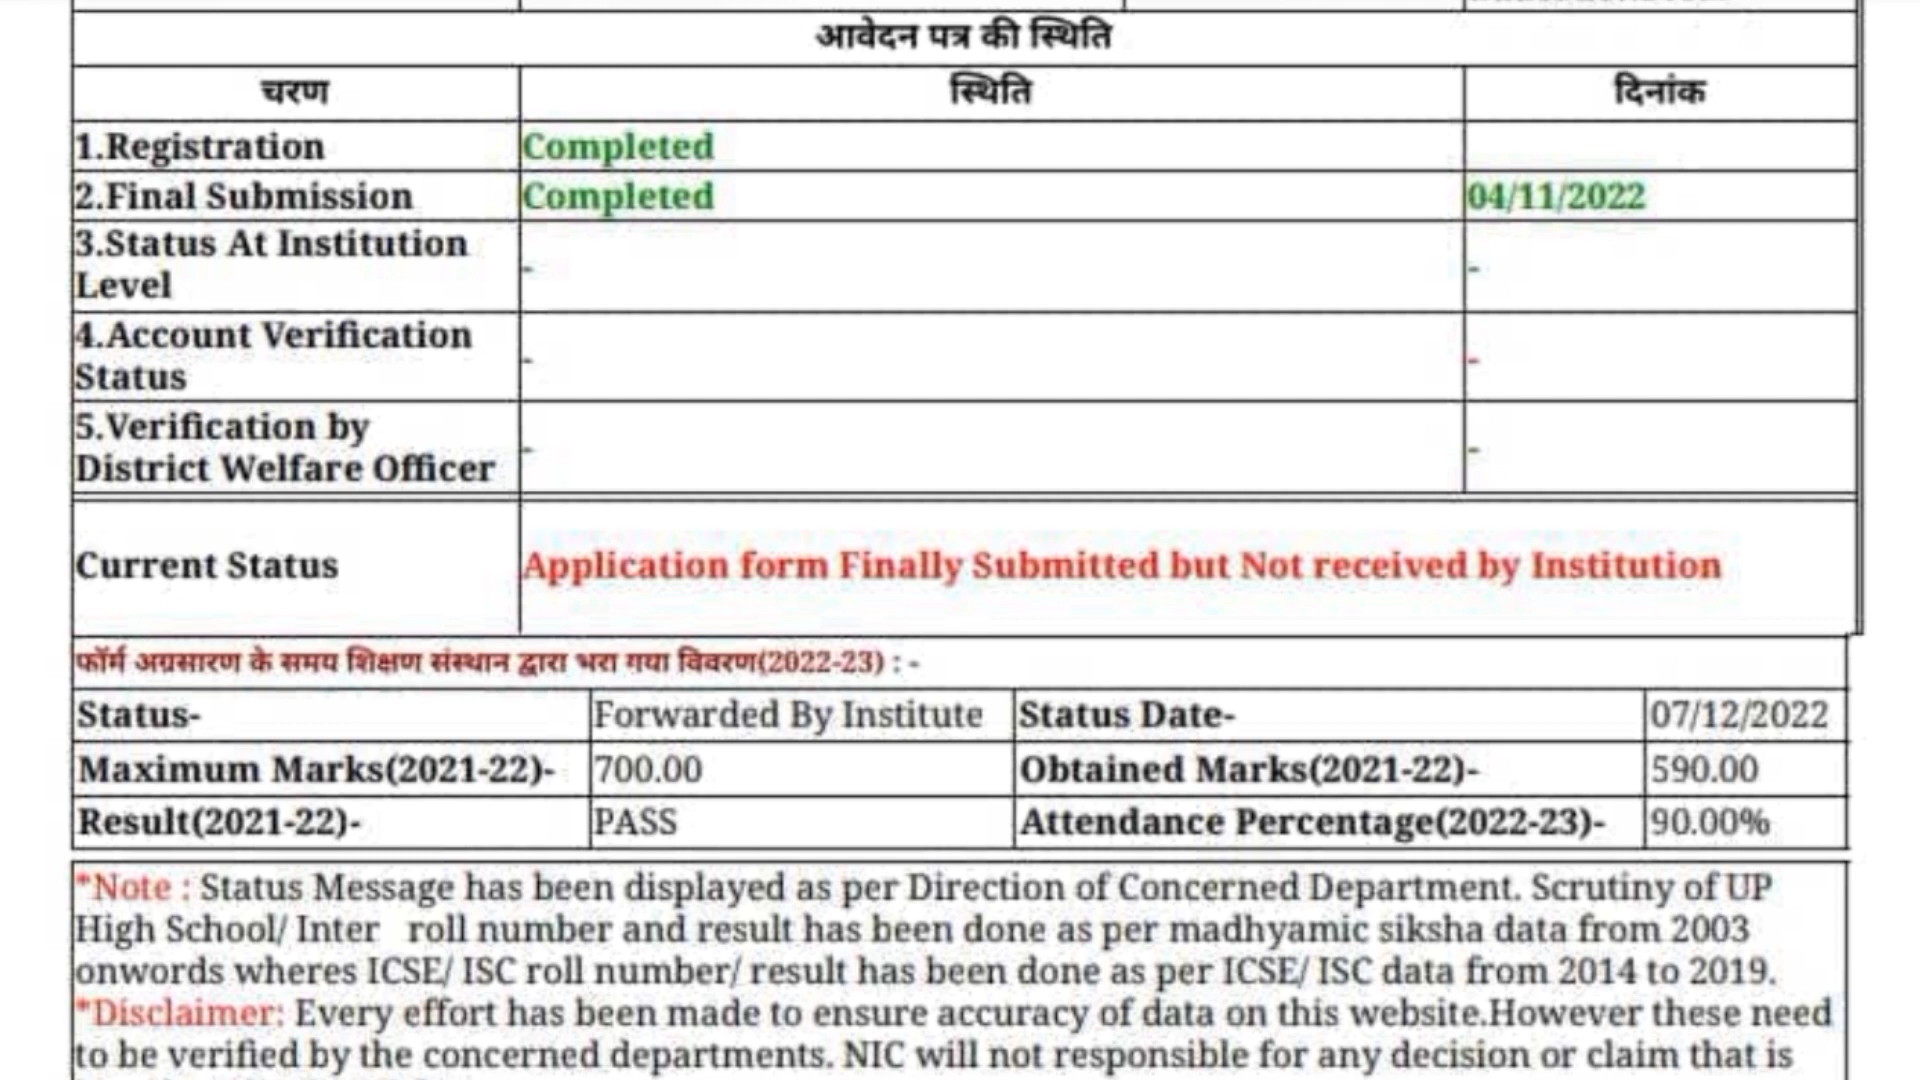 आवेदन पत्र की स्थिति
चरण स्थिति दिनांक
1.Registration Completed
2.Final Submission Completed 04/11/2022
3.Status At Institution
Level - -
4.Account Verification
Status - -
5.Verification by
District Welfare Officer - -
Current Status Application form Finally Submitted but Not received by Institution
फॉर्म अग्रसारण के समय शिक्षण संस्थान द्वारा भरा गया विवरण(2022-23) : -
Status- Forwarded By Institute Status Date- 07/12/2022
Maximum Marks(2021-22)- 700.00 Obtained Marks(2021-22)- 590.00
Result(2021-22)- PASS Attendance Percentage(2022-23)- 90.00%
*Note : Status Message has been displayed as per Direction of Concerned Department. Scrutiny of UP
High School/ Inter roll number and result has been done as per madhyamic siksha data from 2003
onwords wheres ICSE/ ISC roll number/ result has been done as per ICSE/ ISC data from 2014 to 2019.
*Disclaimer: Every effort has been made to ensure accuracy of data on this website.However these need
to be verified by the concerned departments. NIC will not responsible for any decision or claim that is